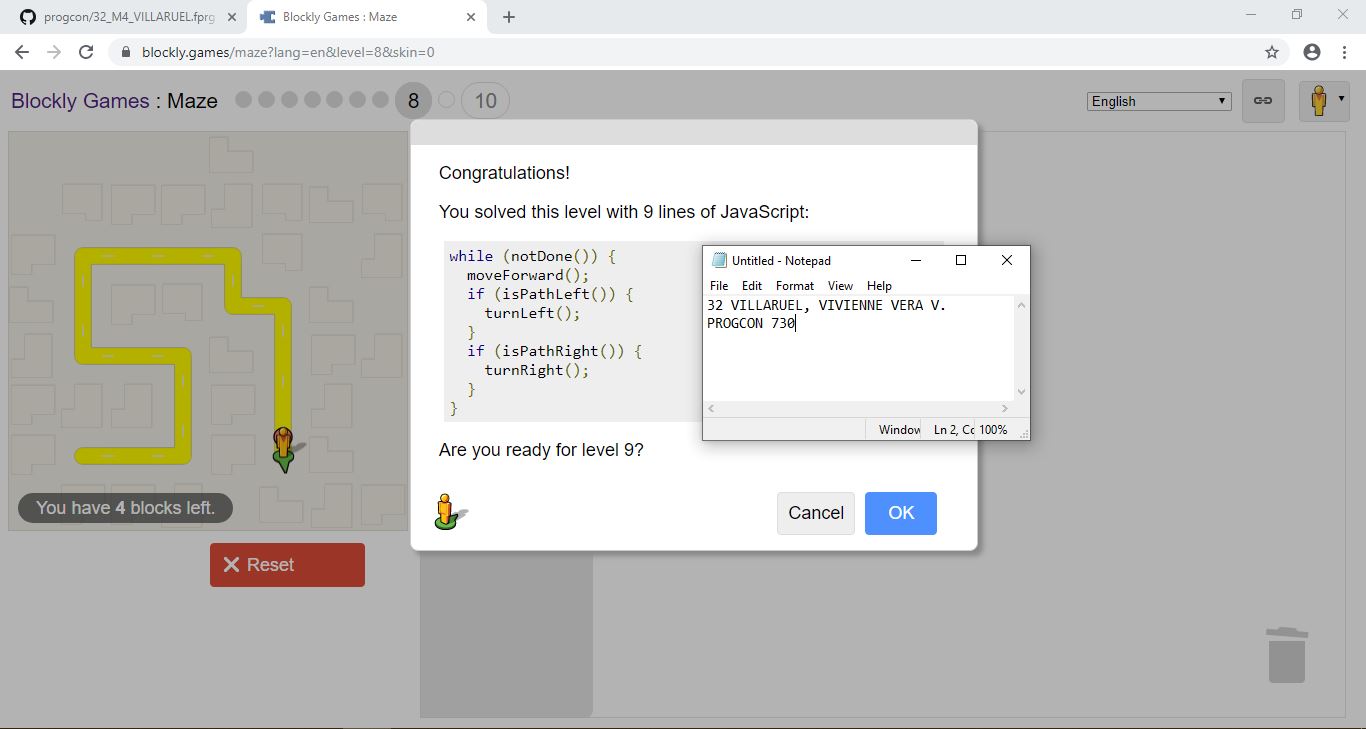 progcon/32_M4_VILLARUEL.fprg
Blockly Games : Maze
blockly.games/maze?lang=en&level=8&skin=0
Blockly Games : Maze
8
10
English
Congratulations!
You solved this level with 9 lines of JavaScript:
while (notDone()) {
moveForward();
if (isPathLeft()) {
turnLeft();
}
if (isPathRight()) {
turnRight();
}
}
Untitled - Notepad
File Edit Format View Help
32 VILLARUEL, VIVIENNE VERA V.
PROGCON 730
Ln 2, 100%
Are you ready for level 9?
You have 4 blocks left.
Cancel
OK
Reset